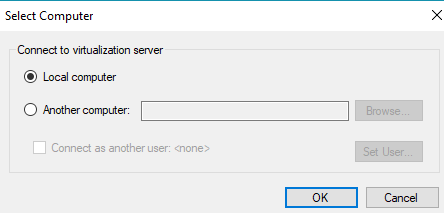 Select Computer
Connect to virtualization server
Local computer
Another computer:
Browse...
Connect as another user: <none>
Set User...
OK
Cancel